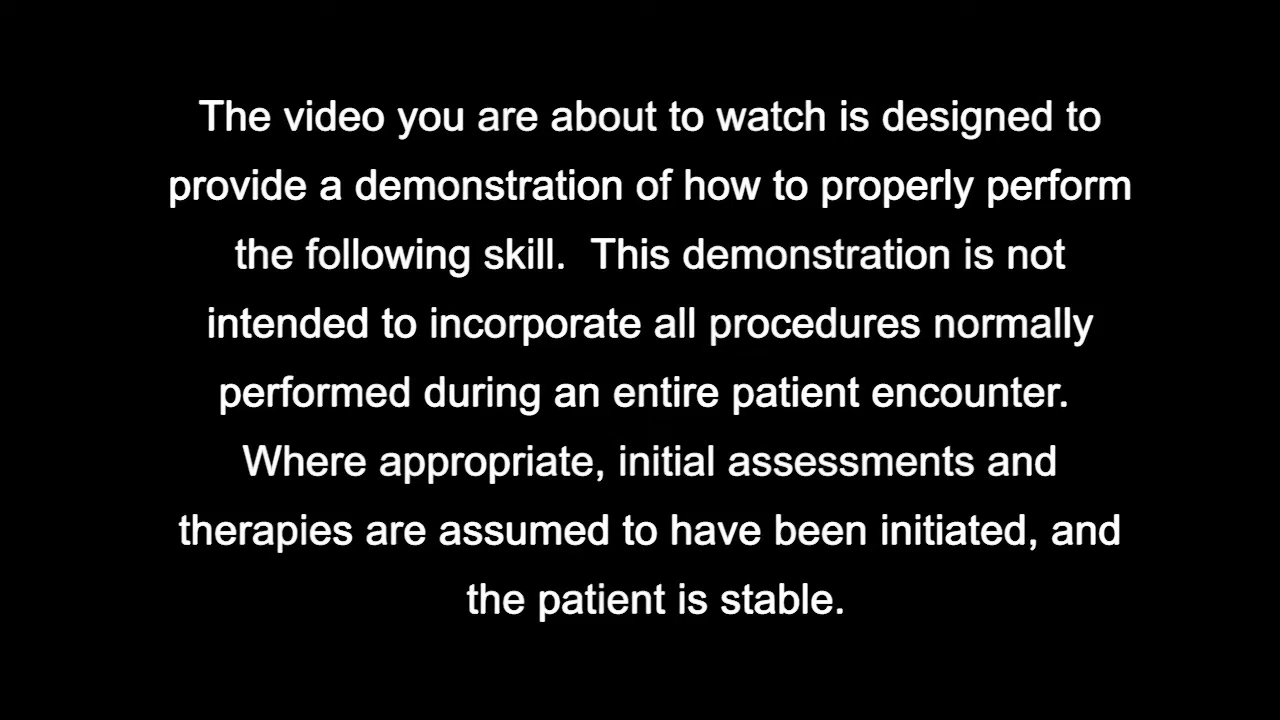 The video you are about to watch is designed to
provide a demonstration of how to properly perform
the following skill.  This demonstration is not
intended to incorporate all procedures normally
performed during an entire patient encounter.
Where appropriate, initial assessments and
therapies are assumed to have been initiated, and
the patient is stable.